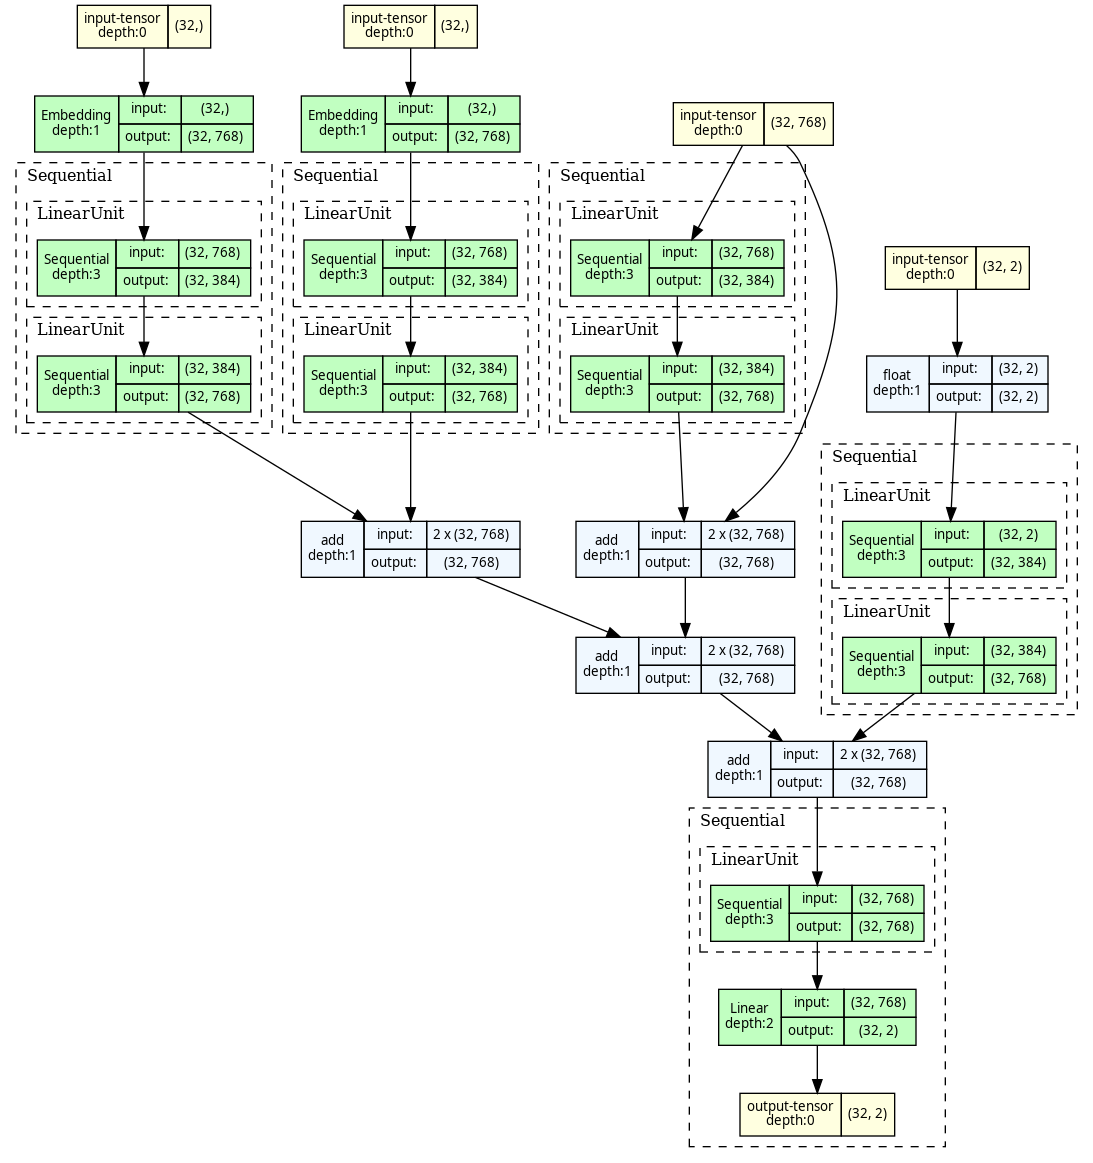 input-tensor
depth:0
(32,)
input-tensor
depth:0
(32,)
Embedding
depth:1
input:
(32,)
output:
(32, 768)
Embedding
depth:1
input:
(32,)
output:
(32, 768)
input-tensor
depth:0
(32, 768)
Sequential
LinearUnit
Sequential
depth:3
input:
(32, 768)
output:
(32, 384)
LinearUnit
Sequential
depth:3
input:
(32, 384)
output:
(32, 768)
Sequential
LinearUnit
Sequential
depth:3
input:
(32, 768)
output:
(32, 384)
LinearUnit
Sequential
depth:3
input:
(32, 384)
output:
(32, 768)
Sequential
LinearUnit
Sequential
depth:3
input:
(32, 768)
output:
(32, 384)
LinearUnit
Sequential
depth:3
input:
(32, 384)
output:
(32, 768)
input-tensor
depth:0
(32, 2)
float
depth:1
input:
(32, 2)
output:
(32, 2)
Sequential
LinearUnit
Sequential
depth:3
input:
(32, 2)
output:
(32, 384)
LinearUnit
Sequential
depth:3
input:
(32, 384)
output:
(32, 768)
add
depth:1
input:
2 x (32, 768)
output:
(32, 768)
add
depth:1
input:
2 x (32, 768)
output:
(32, 768)
add
depth:1
input:
2 x (32, 768)
output:
(32, 768)
add
depth:1
input:
2 x (32, 768)
output:
(32, 768)
Sequential
LinearUnit
Sequential
depth:3
input:
(32, 768)
output:
(32, 768)
Linear
depth:2
input:
(32, 768)
output:
(32, 2)
output-tensor
depth:0
(32, 2)